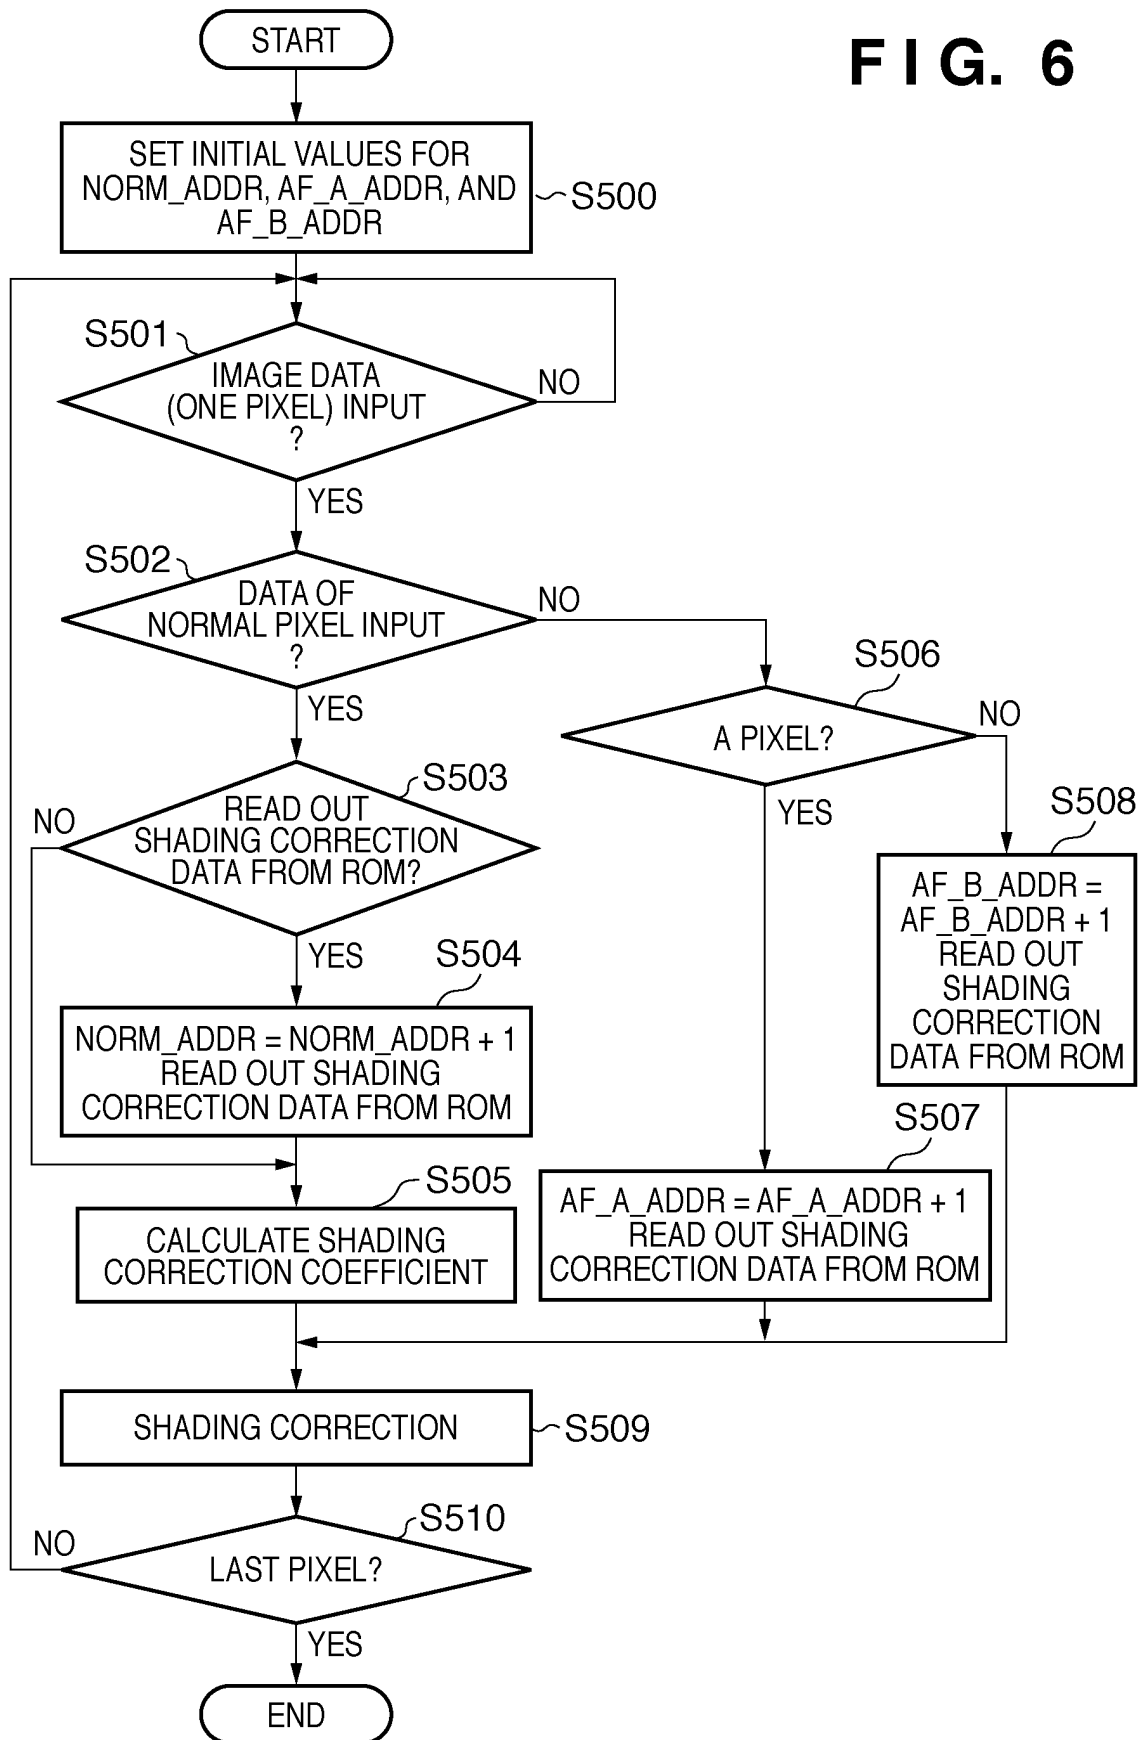 START
FIG. 6
SET INITIAL VALUES FOR
NORM_ADDR, AF_A_ADDR, AND
AF_B_ADDR
S500
S501
IMAGE DATA
(ONE PIXEL) INPUT
?
NO
YES
S502
DATA OF
NORMAL PIXEL INPUT
?
NO
YES
S506
A PIXEL?
NO
YES
S503
READ OUT
SHADING CORRECTION
DATA FROM ROM?
NO
YES
S508
AF_B_ADDR =
AF_B_ADDR + 1
READ OUT
SHADING
CORRECTION
DATA FROM ROM
S504
NORM_ADDR = NORM_ADDR + 1
READ OUT SHADING
CORRECTION DATA FROM ROM
S507
AF_A_ADDR = AF_A_ADDR + 1
READ OUT SHADING
CORRECTION DATA FROM ROM
S505
CALCULATE SHADING
CORRECTION COEFFICIENT
SHADING CORRECTION
S509
S510
LAST PIXEL?
NO
YES
END